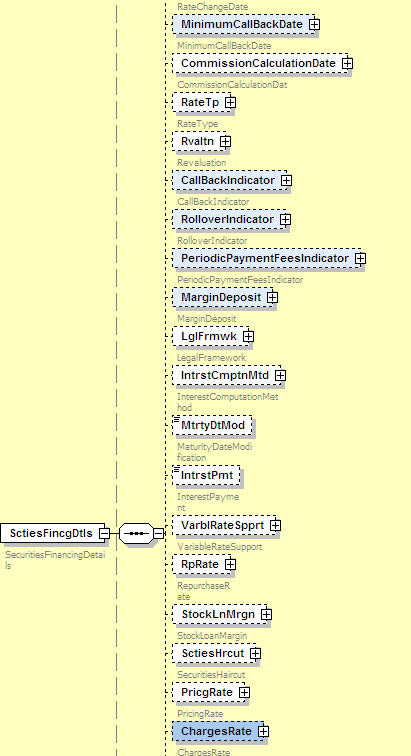 RateChangeDate
MinimumCallBackDate
MinimumCallBackDate
CommissionCalculationDate
CommissionCalculationDat
RateTp
RateType
Rvaltn
Revaluation
CallBackIndicator
CallBackIndicator
RolloverIndicator
RolloverIndicator
PeriodicPaymentFeesIndicator
PeriodicPaymentFeesIndicator
MarginDeposit
MarginDeposit
LglFrmwk
LegalFramework
IntrstCmptnMtd
InterestComputationMet
hod
MtrtyDtMod
MaturityDateModi
fication
IntrstPmt
InterestPayme
nt
SctiesFincgDtls
SecuritiesFinancingDetai
ls
VarblRateSpprt
VariableRateSupport
RpRate
RepurchaseR
ate
StockLnMrgn
StockLoanMargin
SctiesHrcut
SecuritiesHaircut
PricgRate
PricingRate
ChargesRate
ChargesRate